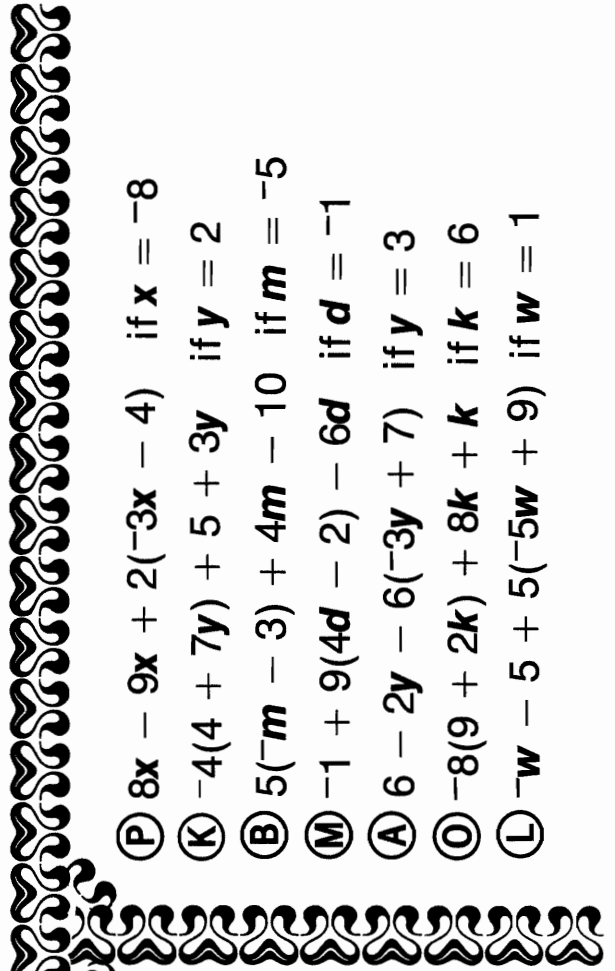 Ⓟ 8x − 9x + 2(⁻3x − 4) if x = ⁻8
Ⓚ ⁻4(4 + 7y) + 5 + 3y if y = 2
Ⓑ 5(⁻m − 3) + 4m − 10 if m = ⁻5
Ⓜ ⁻1 + 9(4d − 2) − 6d if d = ⁻1
Ⓐ 6 − 2y − 6(⁻3y + 7) if y = 3
Ⓞ ⁻8(9 + 2k) + 8k + k if k = 6
Ⓛ ⁻w − 5 + 5(⁻5w + 9) if w = 1